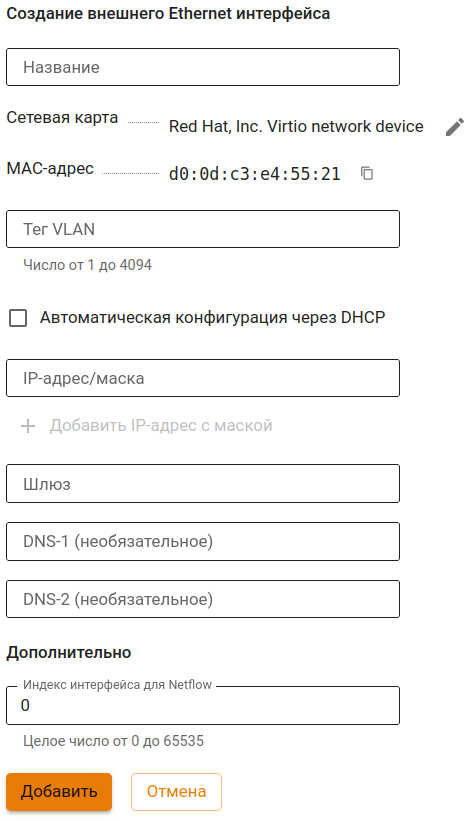 Создание внешнего Ethernet интерфейса
Название
Сетевая карта Red Hat, Inc. Virtio network device
MAC-адрес d0:0d:c3:e4:55:21
Тег VLAN
Число от 1 до 4094
Автоматическая конфигурация через DHCP
IP-адрес/маска
Добавить IP-адрес с маской
Шлюз
DNS-1 (необязательное)
DNS-2 (необязательное)
Дополнительно
Индекс интерфейса для Netflow
0
Целое число от 0 до 65535
Добавить Отмена